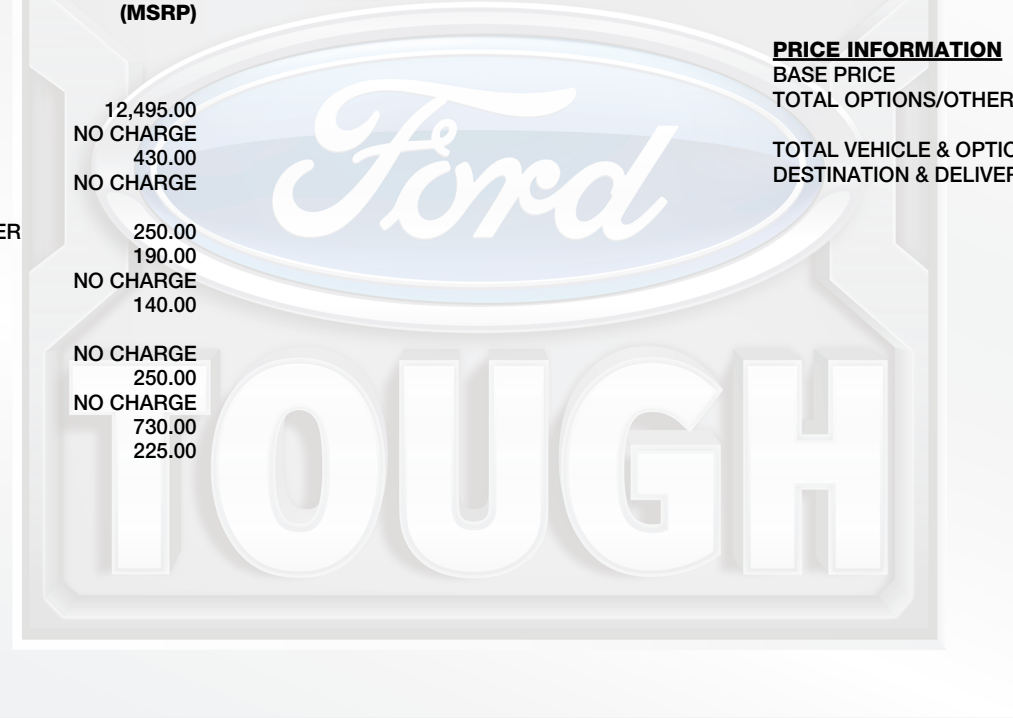 (MSRP)
12,495.00
NO CHARGE
430.00
NO CHARGE
ER 250.00
190.00
NO CHARGE
140.00
NO CHARGE
250.00
NO CHARGE
730.00
225.00
PRICE INFORMATION
BASE PRICE
TOTAL OPTIONS/OTHER
TOTAL VEHICLE & OPTIO
DESTINATION & DELIVER
Ford
TOUGH